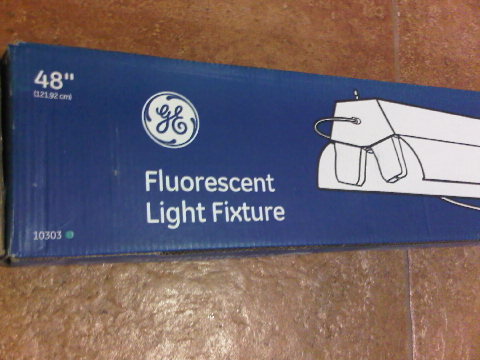 48"
(121.92 cm)
GE
Fluorescent
Light Fixture
10303